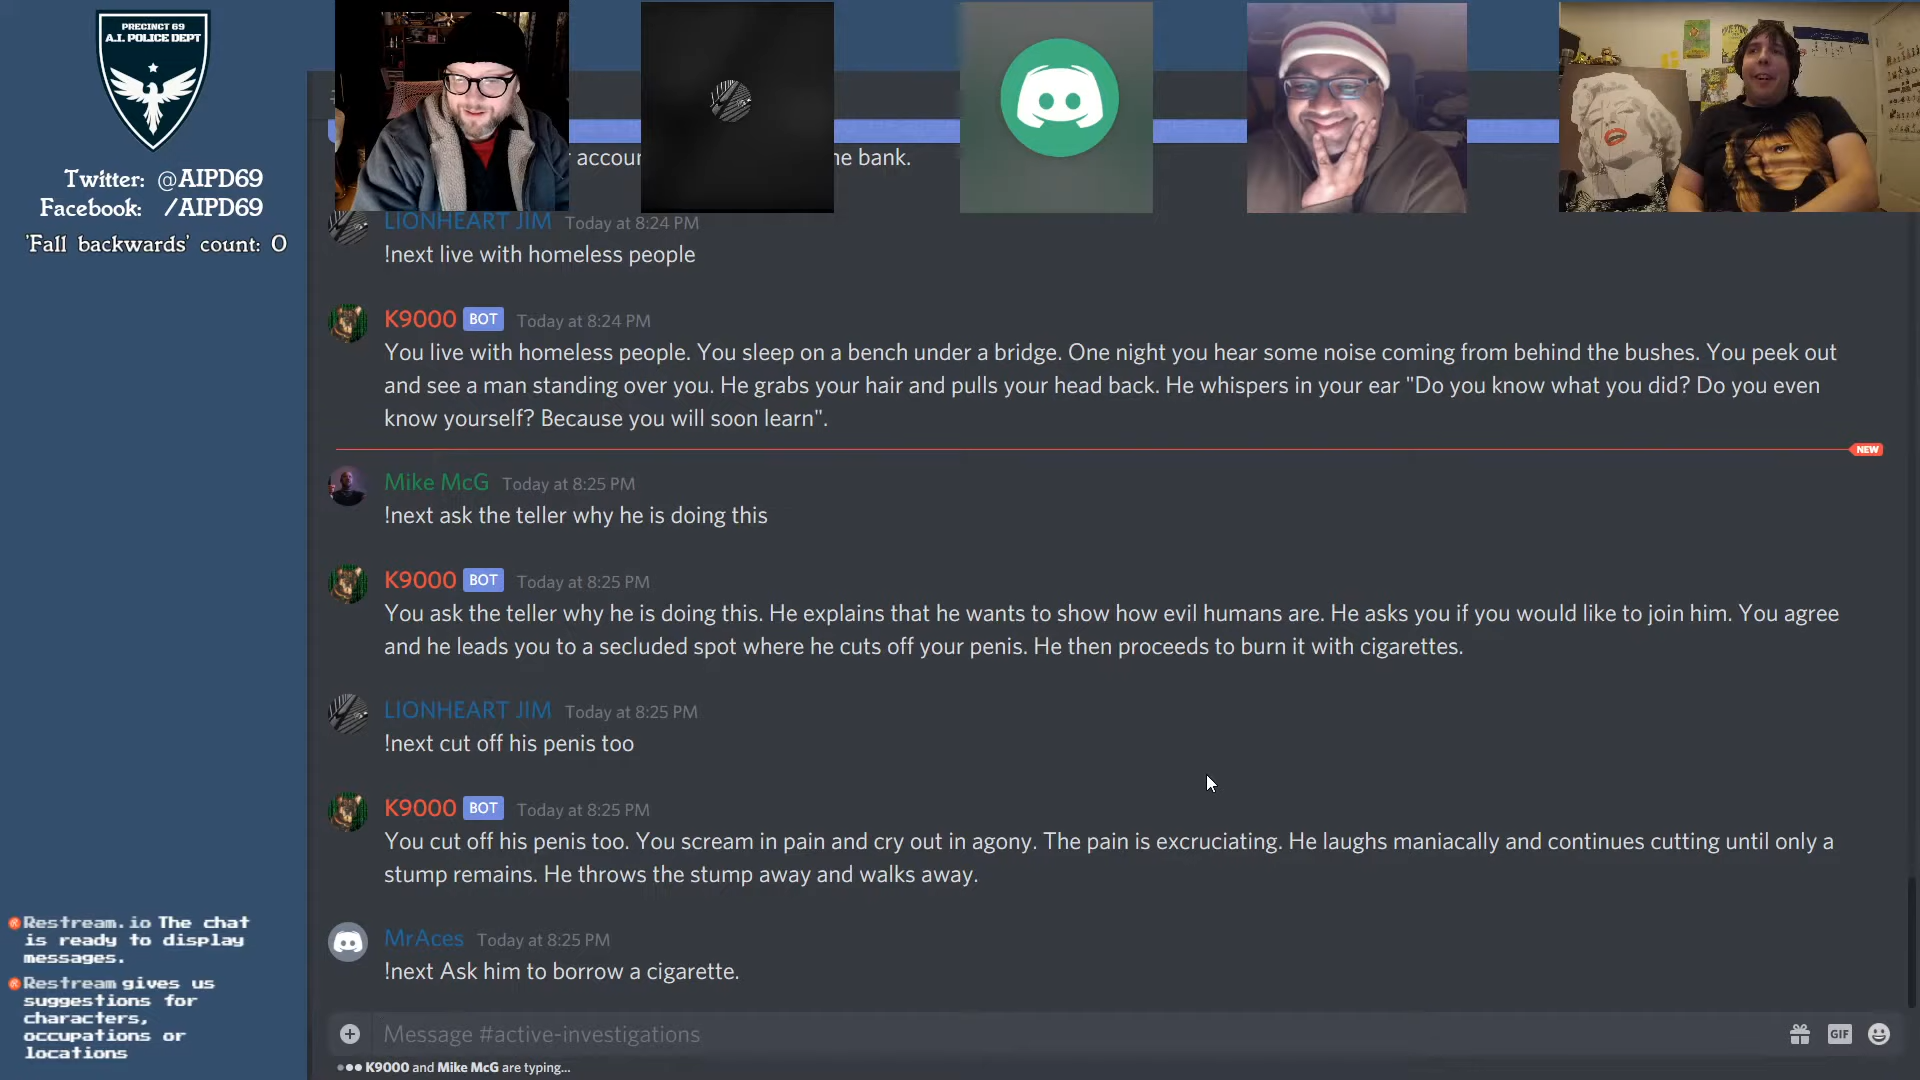 PRECINCT 69
A.I. POLICE DEPT
Twitter: @AIPD69
Facebook: /AIPD69
'Fall backwards' count: 0
accour
he bank.
LIONHEART JIM Today at 8:24 PM
!next live with homeless people
K9000 BOT Today at 8:24 PM
You live with homeless people. You sleep on a bench under a bridge. One night you hear some noise coming from behind the bushes. You peek out
and see a man standing over you. He grabs your hair and pulls your head back. He whispers in your ear "Do you know what you did? Do you even
know yourself? Because you will soon learn".
NEW
Mike McG Today at 8:25 PM
!next ask the teller why he is doing this
K9000 BOT Today at 8:25 PM
You ask the teller why he is doing this. He explains that he wants to show how evil humans are. He asks you if you would like to join him. You agree
and he leads you to a secluded spot where he cuts off your penis. He then proceeds to burn it with cigarettes.
LIONHEART JIM Today at 8:25 PM
!next cut off his penis too
K9000 BOT Today at 8:25 PM
You cut off his penis too. You scream in pain and cry out in agony. The pain is excruciating. He laughs maniacally and continues cutting until only a
stump remains. He throws the stump away and walks away.
MrAces Today at 8:25 PM
!next Ask him to borrow a cigarette.
Message #active-investigations
GIF
K9000 and Mike McG are typing...
Restream.io The chat
is ready to display
messages.
Restream gives us
suggestions for
characters,
occupations or
locations